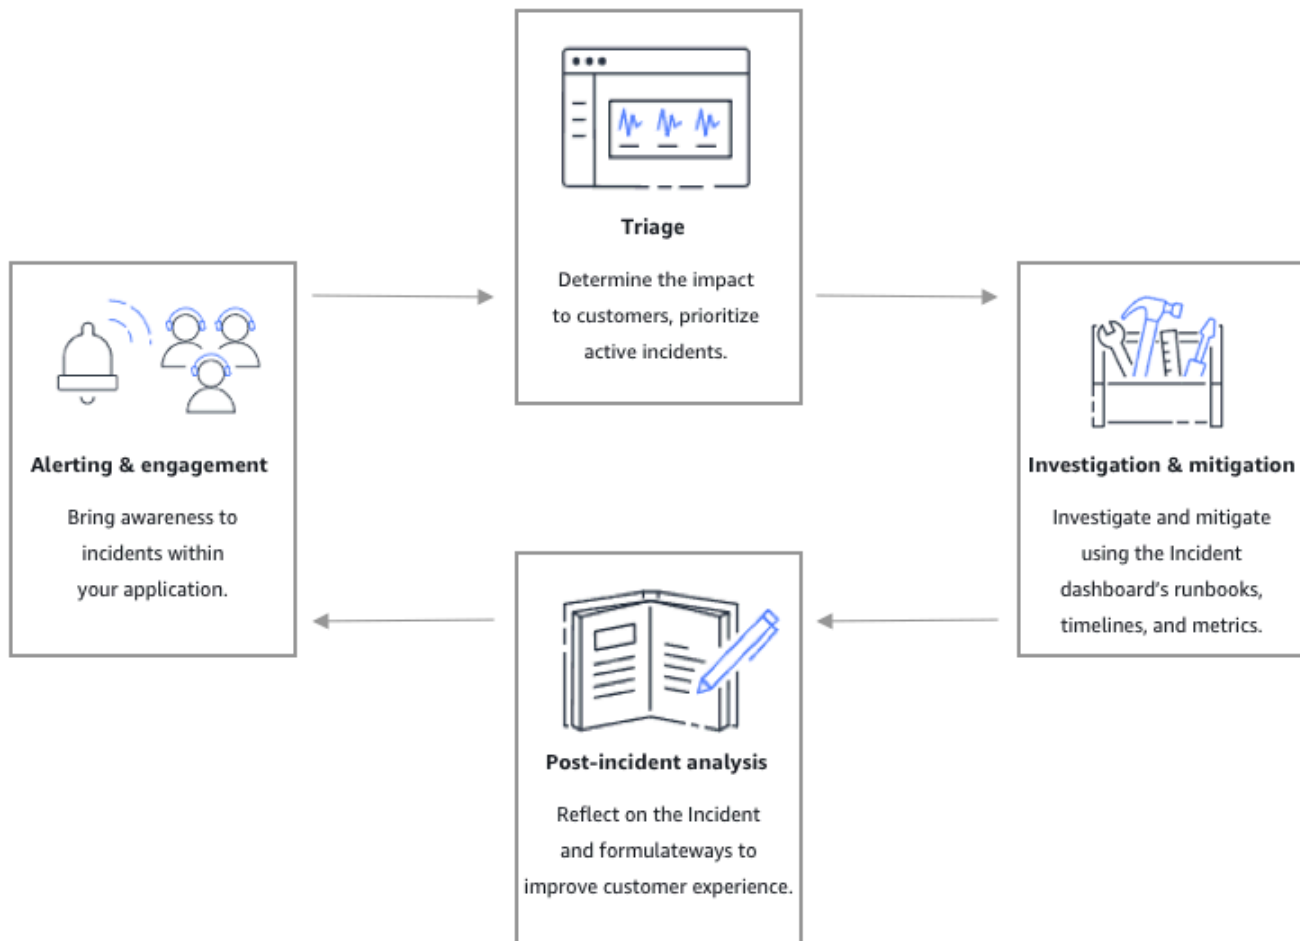 Triage
Determine the impact
to customers, prioritize
active incidents.
Alerting & engagement
Bring awareness to
incidents within
your application.
Investigation & mitigation
Investigate and mitigate
using the Incident
dashboard's runbooks,
timelines, and metrics.
Post-incident analysis
Reflect on the Incident
and formulateways to
improve customer experience.